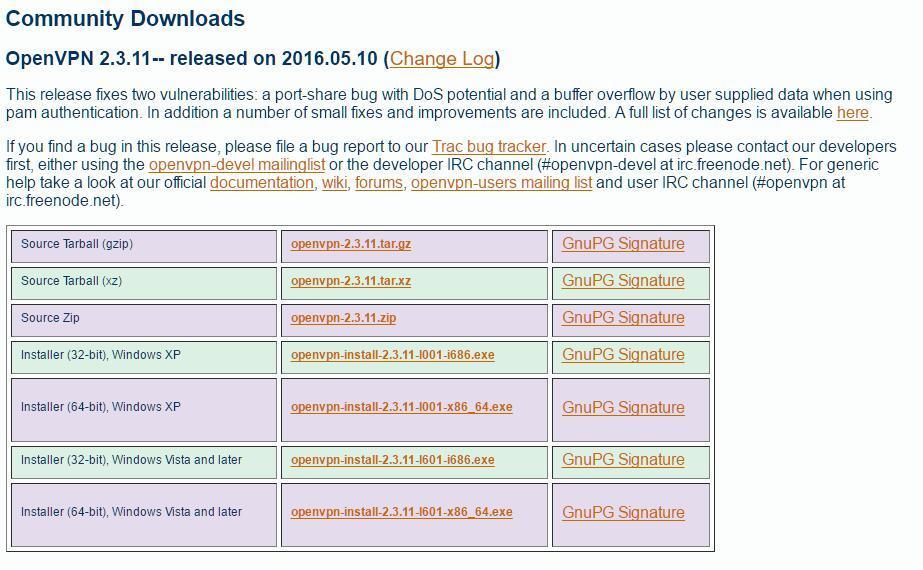 Community Downloads
OpenVPN 2.3.11-- released on 2016.05.10 (Change Log)
This release fixes two vulnerabilities: a port-share bug with DoS potential and a buffer overflow by user supplied data when using
pam authentication. In addition a number of small fixes and improvements are included. A full list of changes is available here.
If you find a bug in this release, please file a bug report to our Trac bug tracker. In uncertain cases please contact our developers
first, either using the openvpn-devel mailinglist or the developer IRC channel (#openvpn-devel at irc.freenode.net). For generic
help take a look at our official documentation, wiki, forums, openvpn-users mailing list and user IRC channel (#openvpn at
irc.freenode.net).
Source Tarball (gzip) openvpn-2.3.11.tar.gz GnuPG Signature
Source Tarball (xz) openvpn-2.3.11.tar.xz GnuPG Signature
Source Zip openvpn-2.3.11.zip GnuPG Signature
Installer (32-bit), Windows XP openvpn-install-2.3.11-I001-i686.exe GnuPG Signature
Installer (64-bit), Windows XP openvpn-install-2.3.11-I001-x86_64.exe GnuPG Signature
Installer (32-bit), Windows Vista and later openvpn-install-2.3.11-I601-i686.exe GnuPG Signature
Installer (64-bit), Windows Vista and later openvpn-install-2.3.11-I601-x86_64.exe GnuPG Signature